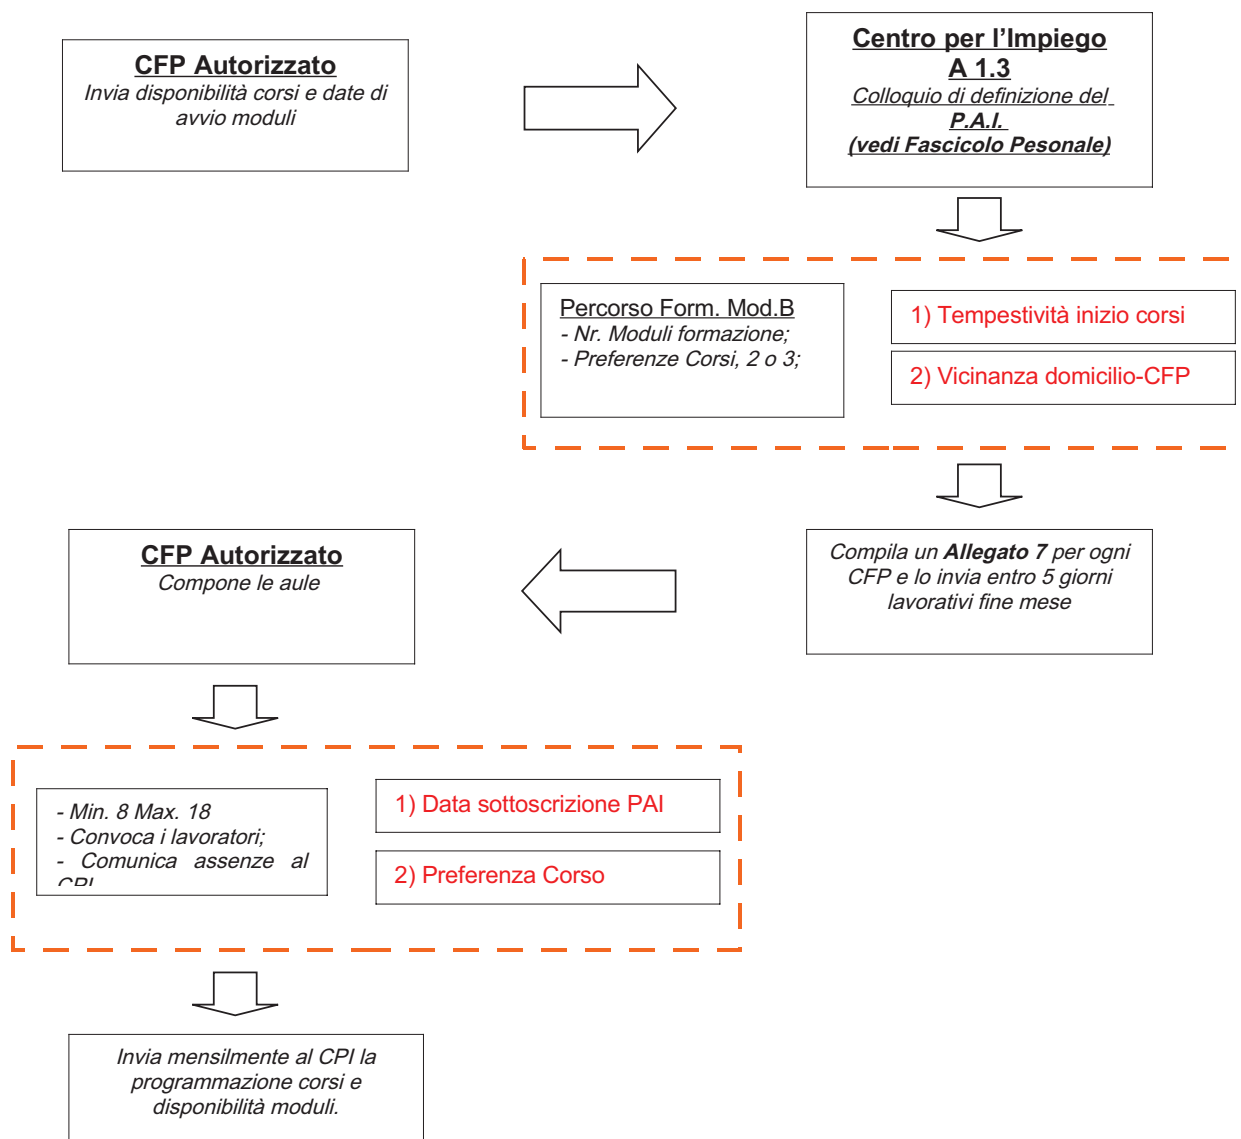 CFP Autorizzato
Invia disponibilità corsi e date di
avvio moduli
Centro per l'Impiego
A 1.3
Colloquio di definizione del
P.A.I.
(vedi Fascicolo Pesonale)
Percorso Form. Mod.B
- Nr. Moduli formazione;
- Preferenze Corsi, 2 o 3;
1) Tempestività inizio corsi
2) Vicinanza domicilio-CFP
Compila un Allegato 7 per ogni
CFP e lo invia entro 5 giorni
lavorativi fine mese
CFP Autorizzato
Compone le aule
- Min. 8 Max. 18
- Convoca i lavoratori;
- Comunica assenze al
CPI
1) Data sottoscrizione PAI
2) Preferenza Corso
Invia mensilmente al CPI la
programmazione corsi e
disponibilità moduli.